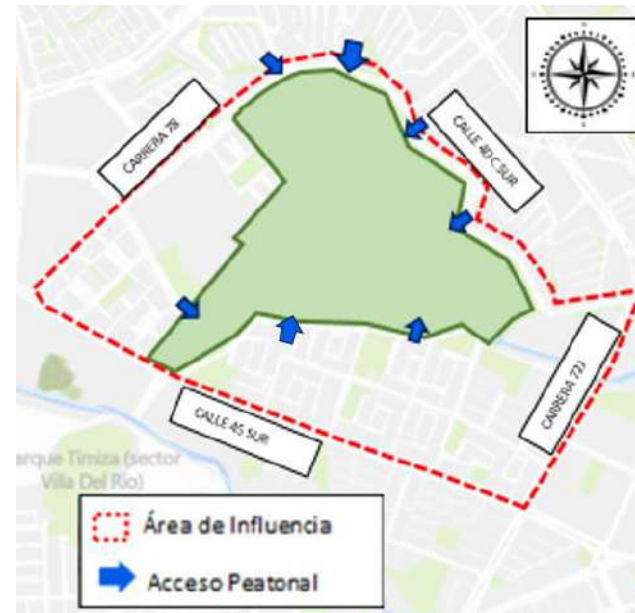 CARRERA 78
CALLE 40 C SUR
CARRERA 72J
CALLE 45 SUR
arque Timiza (sector
Villa Del Rio)
Área de Influencia
Acceso Peatonal